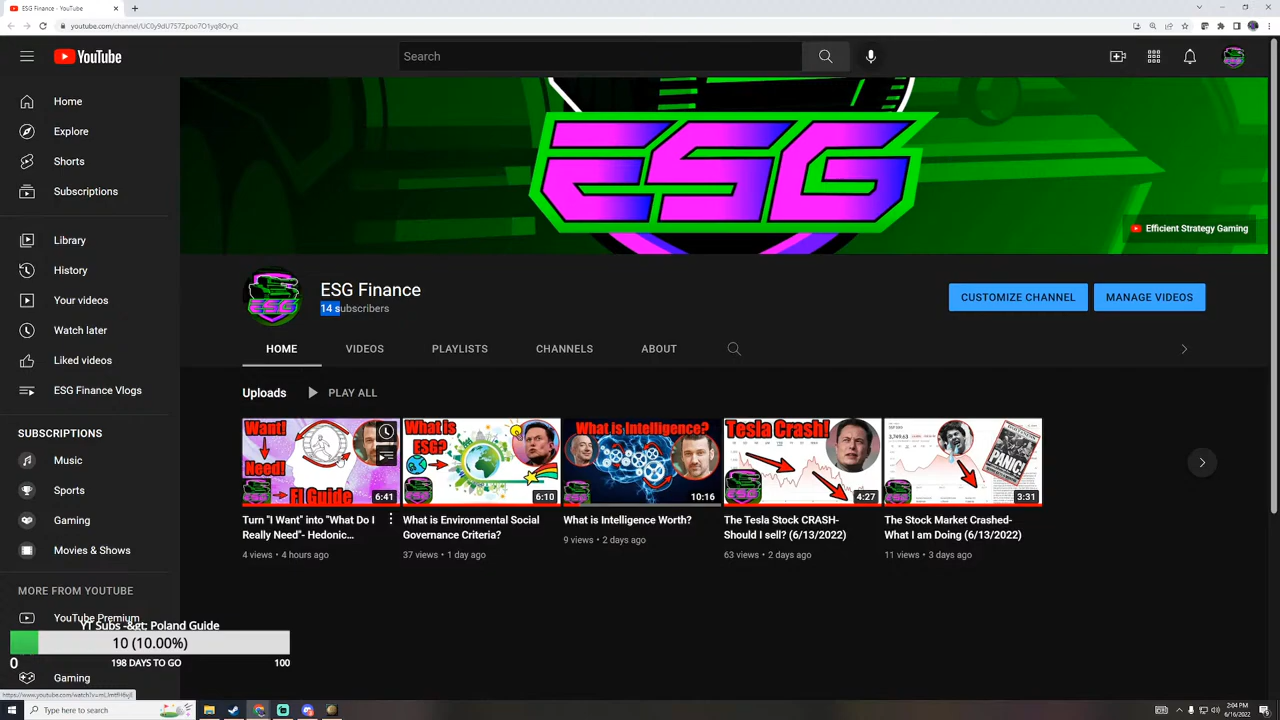 ESG Finance - YouTube
youtube.com/channel/UC0y9dU757Zpoo7O1yq8OryQ
YouTube
Search
Home
Explore
Shorts
Subscriptions
Library
History
Your videos
Watch later
Liked videos
ESG Finance Vlogs
SUBSCRIPTIONS
Music
Sports
Gaming
Movies & Shows
MORE FROM YOUTUBE
YouTube Premium
Gaming
ESG
Efficient Strategy Gaming
ESG
ESG Finance
14 subscribers
CUSTOMIZE CHANNEL
MANAGE VIDEOS
HOME
VIDEOS
PLAYLISTS
CHANNELS
ABOUT
Uploads
PLAY ALL
Want!
Need!
FI Guide
6:41
Turn "I Want" into "What Do I
Really Need"- Hedonic...
4 views • 4 hours ago
What is
ESG?
6:10
What is Environmental Social
Governance Criteria?
37 views • 1 day ago
What is Intelligence?
10:16
What is Intelligence Worth?
9 views • 2 days ago
Tesla Crash!
4:27
The Tesla Stock CRASH-
Should I sell? (6/13/2022)
63 views • 2 days ago
3,749.63
PANIC!
3:31
The Stock Market Crashed-
What I am Doing (6/13/2022)
11 views • 3 days ago
YT Subs -&gt; Poland Guide
10 (10.00%)
0
198 DAYS TO GO
100
Type here to search
2:04 PM
6/16/2022